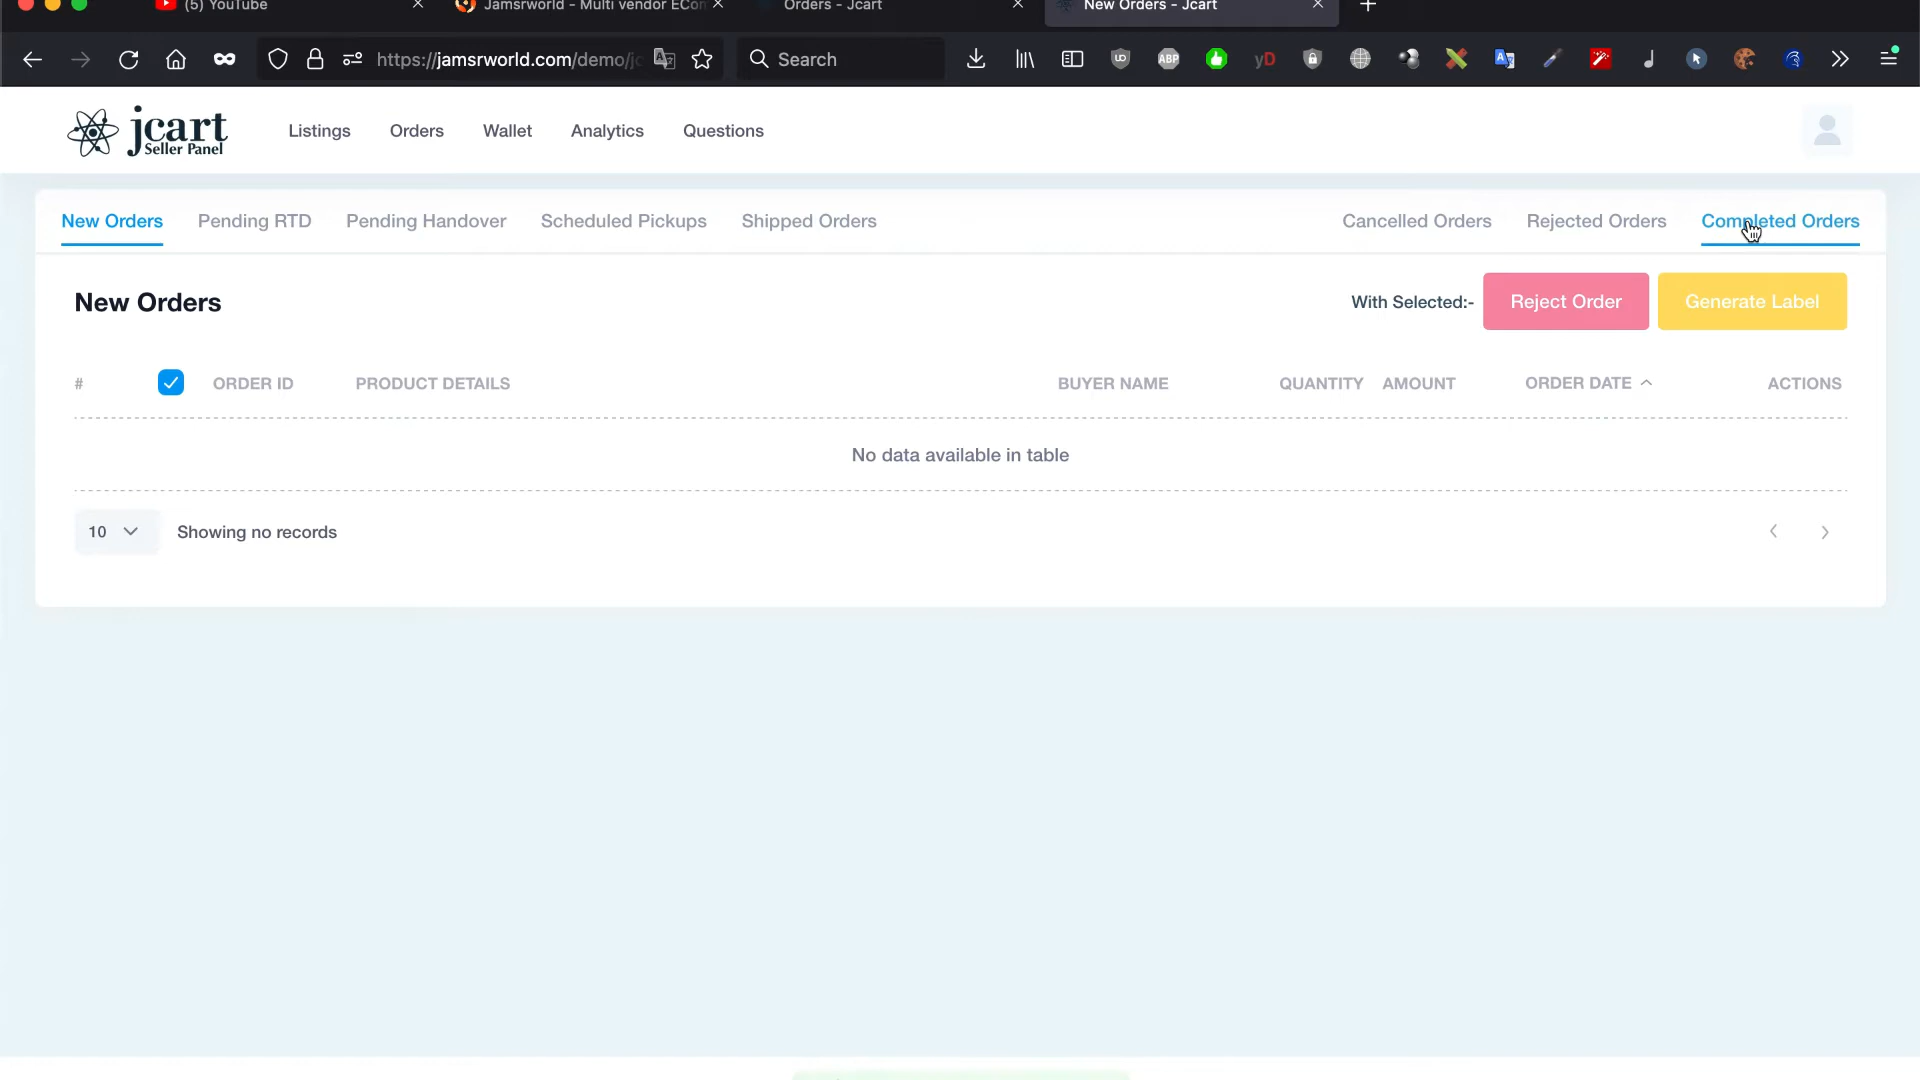 (5) YouTube
Jamsrworld - Multi vendor ECom
Orders - Jcart
New Orders - Jcart
https://jamsrworld.com/demo/jc
Search
jcart
Seller Panel
Listings
Orders
Wallet
Analytics
Questions
New Orders
Pending RTD
Pending Handover
Scheduled Pickups
Shipped Orders
Cancelled Orders
Rejected Orders
Completed Orders
New Orders
With Selected:-
Reject Order
Generate Label
#
ORDER ID
PRODUCT DETAILS
BUYER NAME
QUANTITY
AMOUNT
ORDER DATE
ACTIONS
No data available in table
10
Showing no records